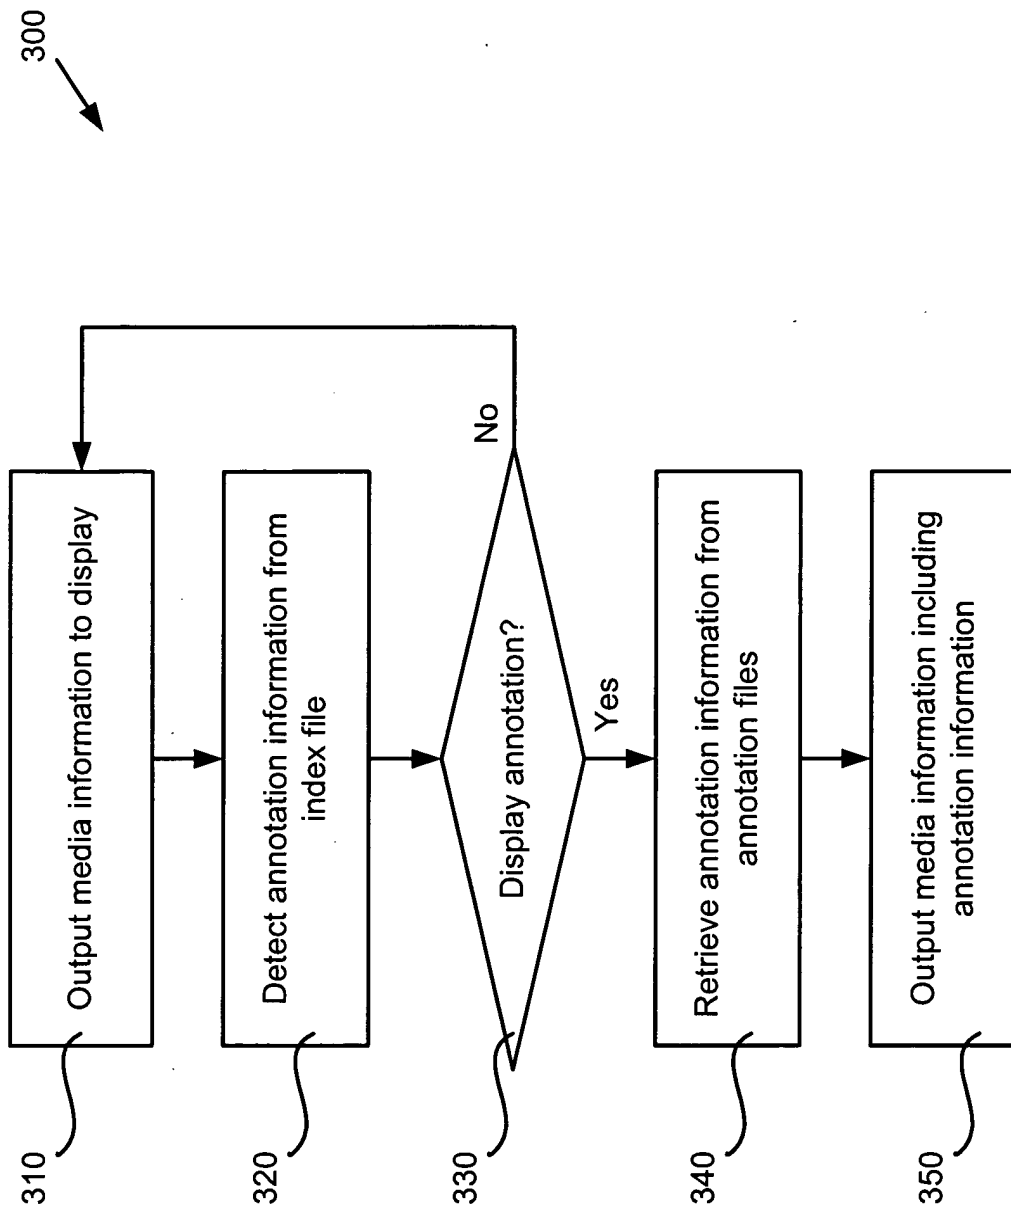 300
310
Output media information to display
320
Detect annotation information from
index file
330
Display annotation?
No
Yes
340
Retrieve annotation information from
annotation files
350
Output media information including
annotation information